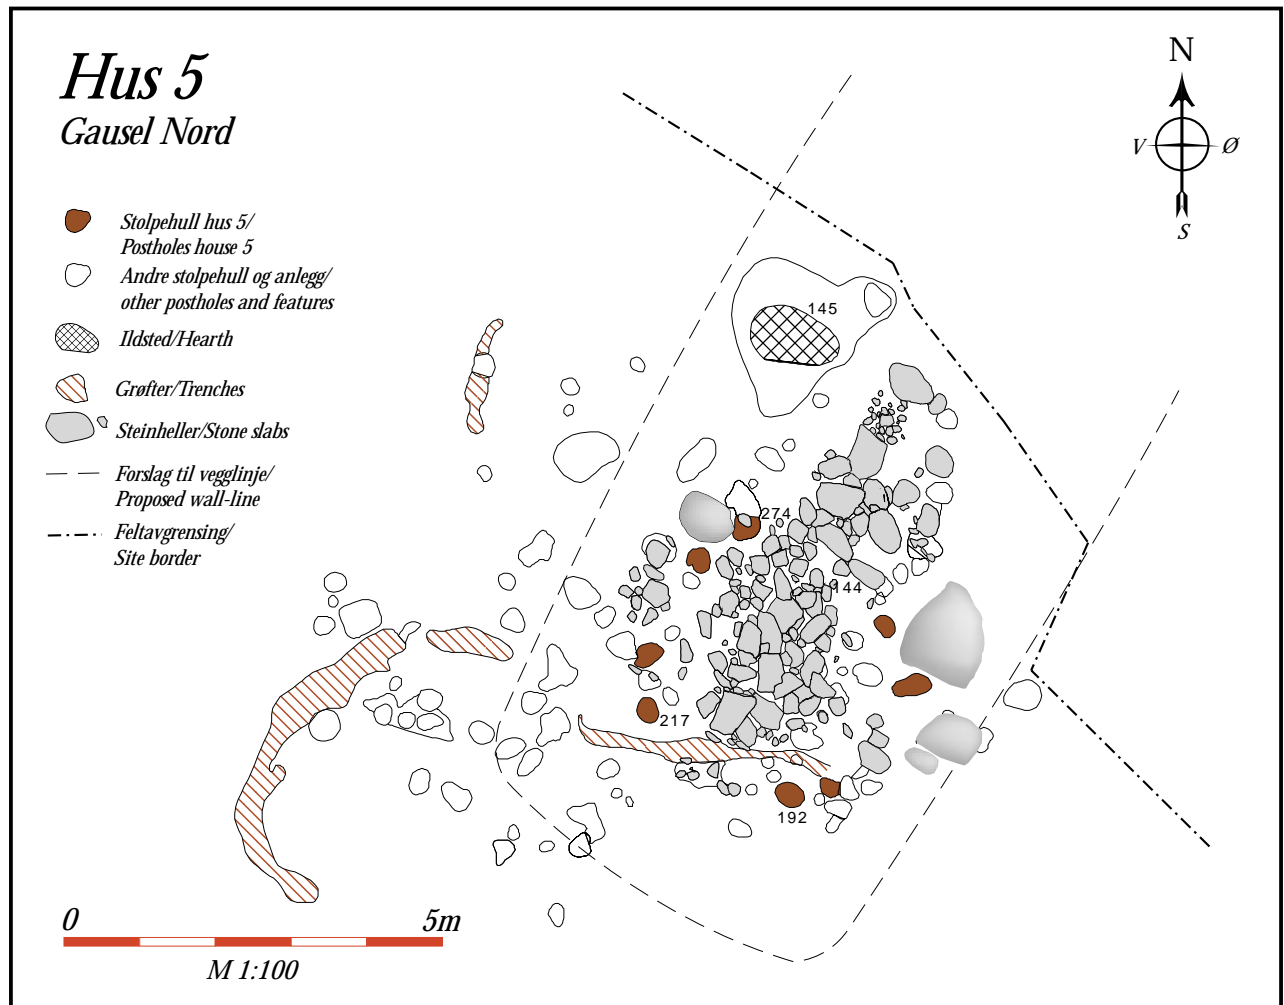 Hus 5
Gausel Nord
N
V
Ø
S
Stolpehull hus 5/
Postholes house 5
Andre stolpehull og anlegg/
other postholes and features
Ildsted/Hearth
Grøfter/Trenches
Steinheller/Stone slabs
Forslag til vegglinje/
Proposed wall-line
Feltavgrensing/
Site border
145
274
144
217
192
0
5m
M 1:100